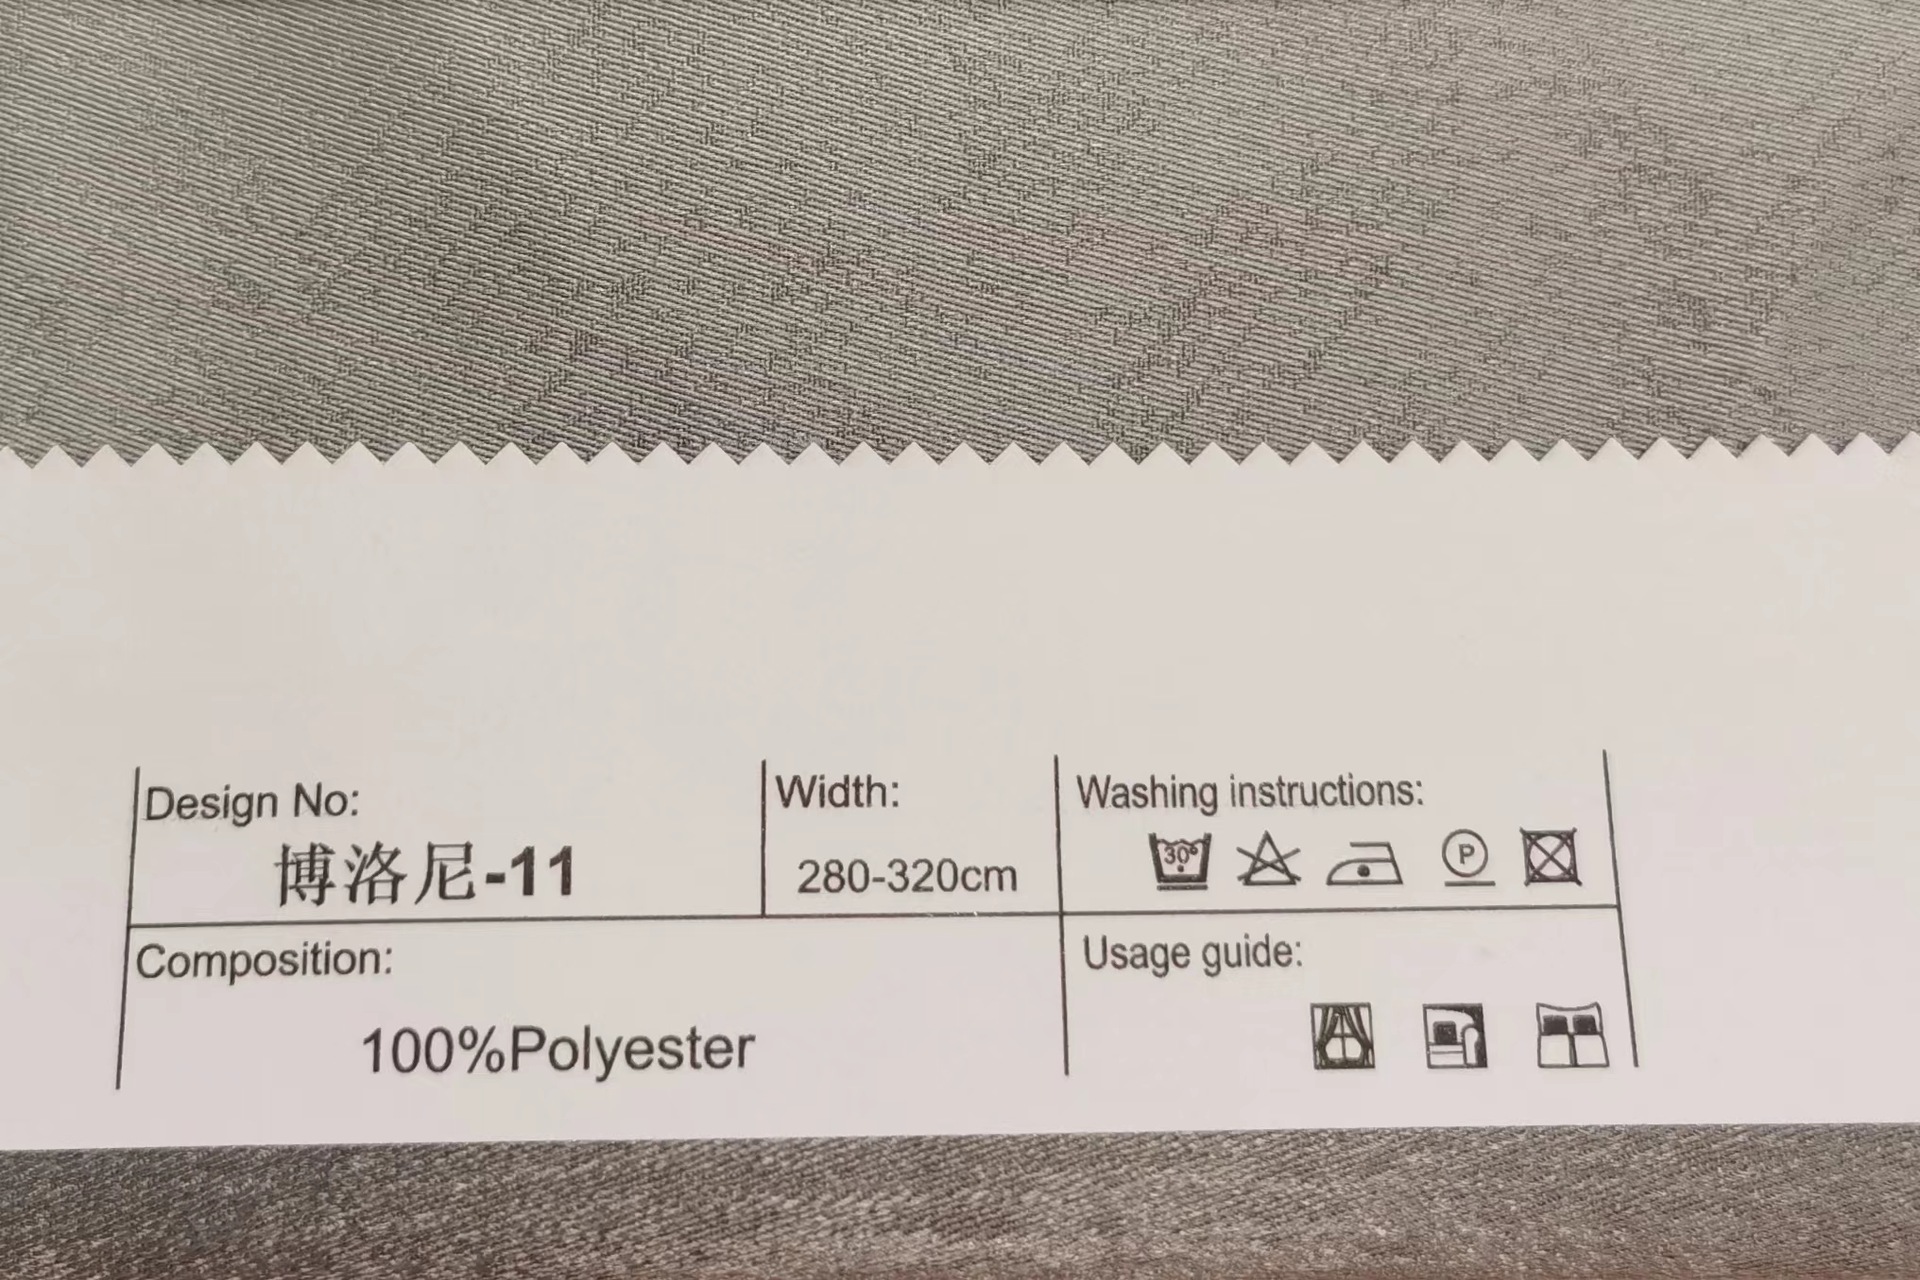 Design No:
博洛尼-11
Width:
280-320cm
Washing instructions:
30°
P
Composition:
100%Polyester
Usage guide: